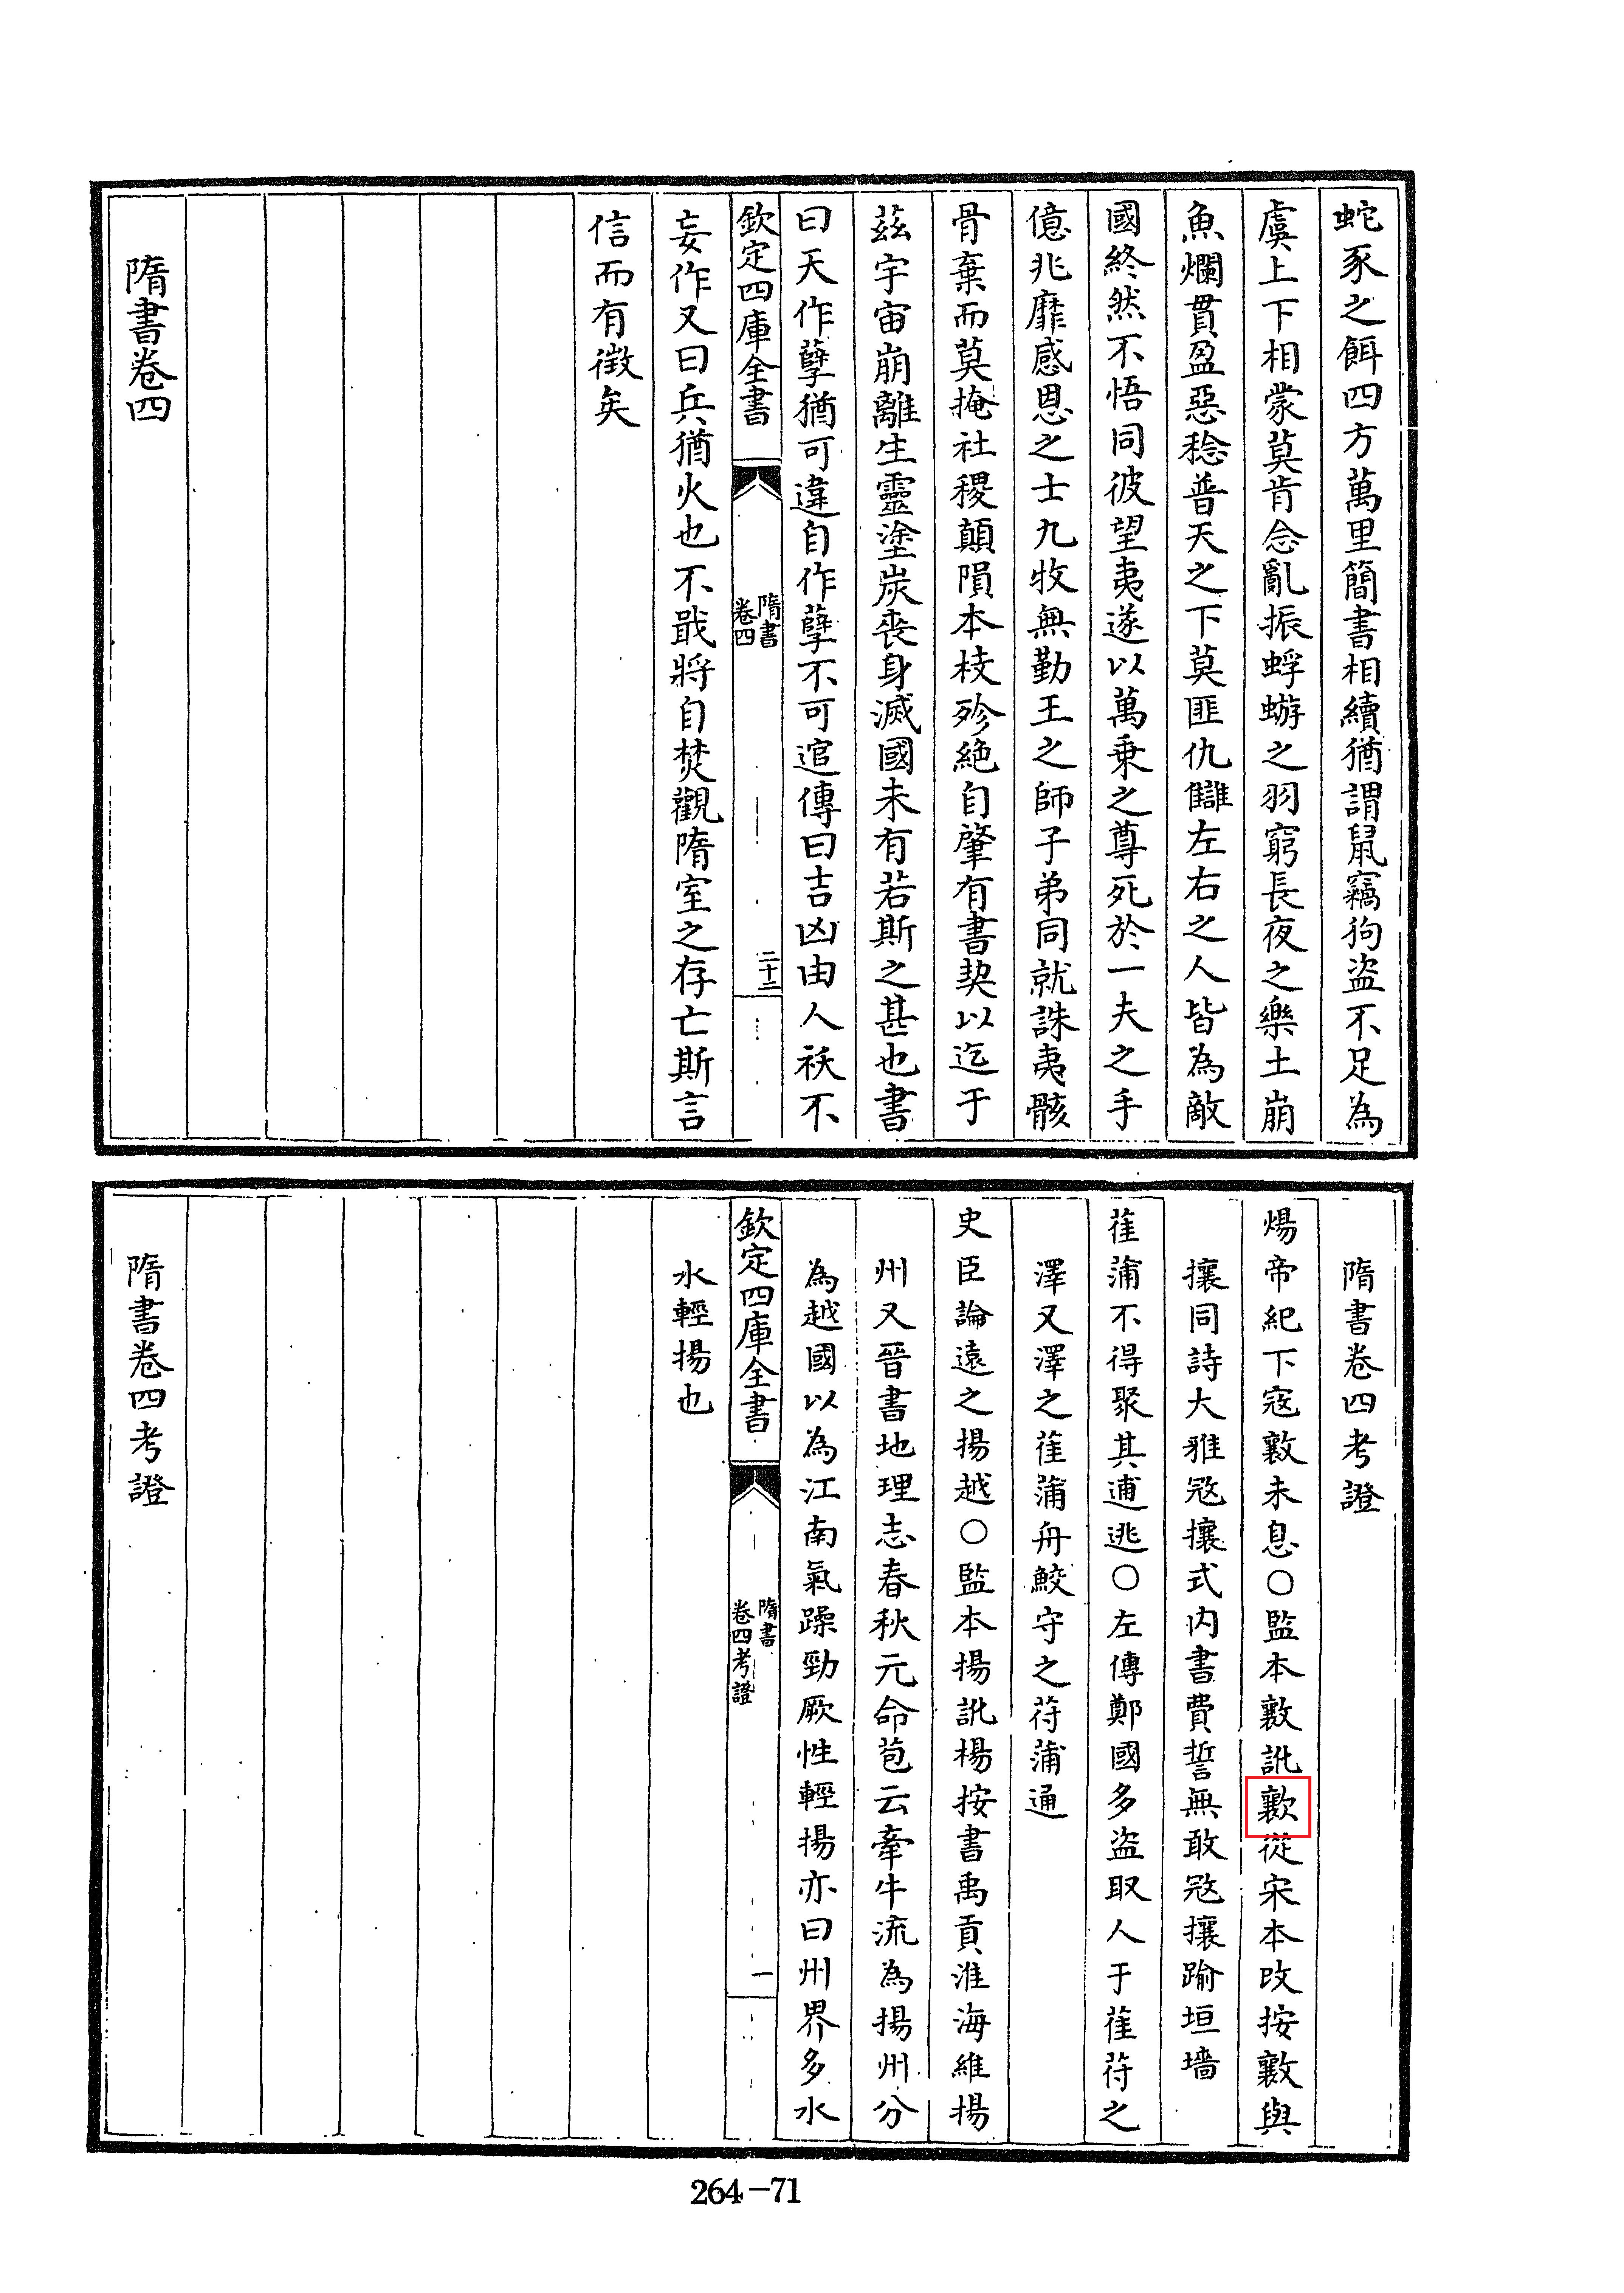 蛇豕之餌四方萬里簡書相續猶謂鼠竊狗盜不足為
虞上下相蒙莫肯念亂振蜉蝣之羽窮長夜之樂土崩
魚爛貫盈惡稔普天之下莫匪仇讎左右之人皆為敵
國終然不悟同彼望夷遂以萬乗之尊死於一夫之手
億兆靡感恩之士九牧無勤王之師子弟同就誅夷骸
骨棄而莫掩社稷顛隕本枝殄絶自肇有書契以迄于
茲宇宙崩離生靈塗炭喪身滅國未有若斯之甚也書
曰天作孽猶可違自作孽不可逭傳曰吉凶由人祅不
欽定四庫全書
隋書
卷四
二十二
妄作又曰兵猶火也不戢將自焚觀隋室之存亡斯言
信而有徵矣
隋書卷四
隋書卷四考證
煬帝紀下寇⿰㐮攵未息○監本⿰㐮攵訛⿰㐮欠從宋本改按⿰㐮攵與
攘同詩大雅宼攘式内書費誓無敢宼攘踰垣墻
萑蒲不得聚其逋逃○左傳鄭國多盗取人于萑苻之
澤又澤之萑蒲舟鮫守之苻蒲通
史臣論遠之揚越○監本揚訛楊按書禹貢淮海維揚
州又晉書地理志春秋元命苞云牽牛流為揚州分
為越國以為江南氣躁勁厥性輕揚亦曰州界多水
欽定四庫全書
隋書
卷四考證
一
水輕揚也
隋書卷四考證
264-71